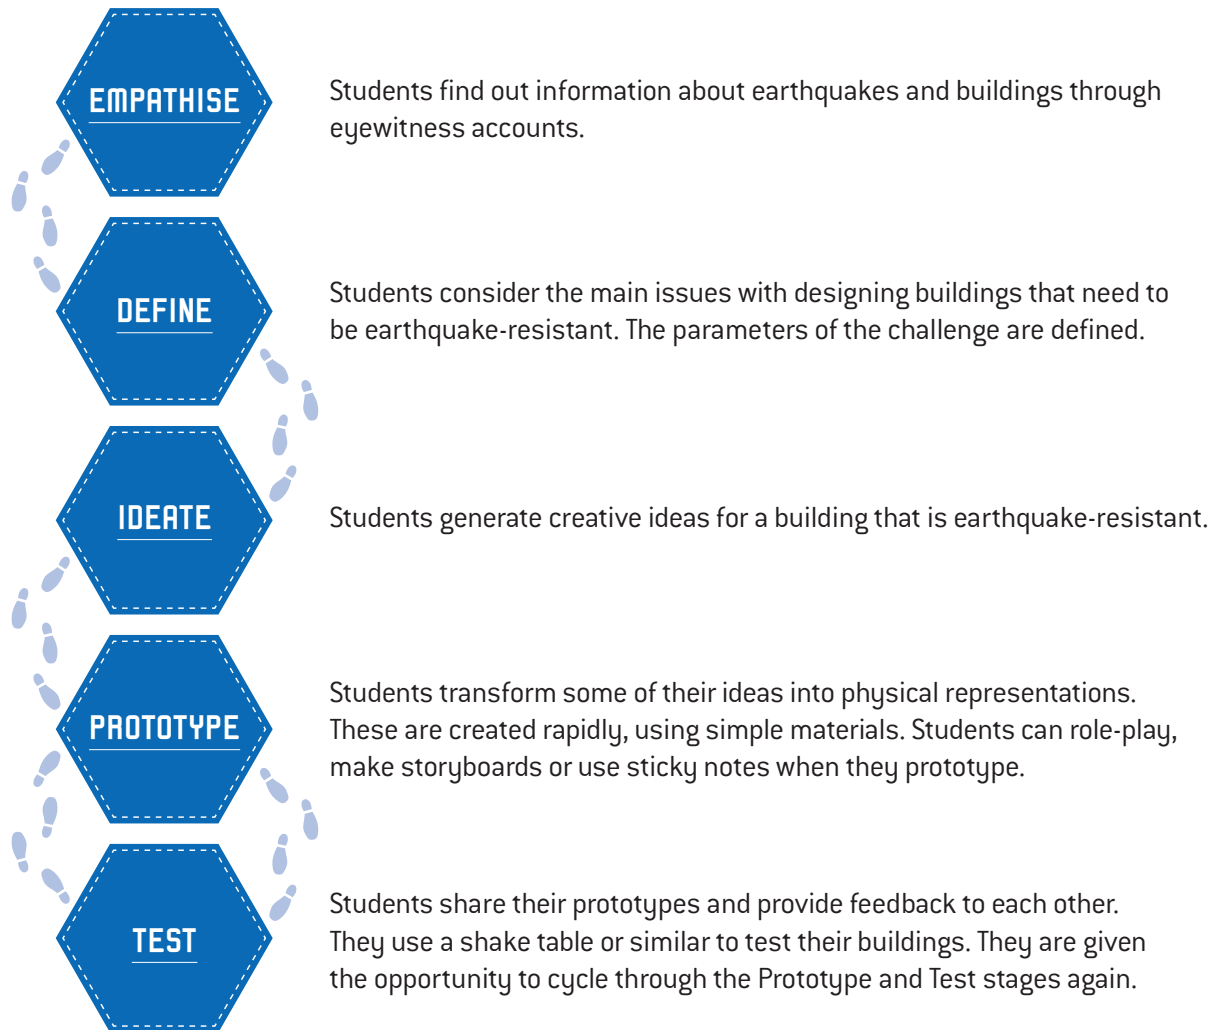 EMPATHISE
Students find out information about earthquakes and buildings through
eyewitness accounts.
DEFINE
Students consider the main issues with designing buildings that need to
be earthquake-resistant. The parameters of the challenge are defined.
IDEATE
Students generate creative ideas for a building that is earthquake-resistant.
PROTOTYPE
Students transform some of their ideas into physical representations.
These are created rapidly, using simple materials. Students can role-play,
make storyboards or use sticky notes when they prototype.
TEST
Students share their prototypes and provide feedback to each other.
They use a shake table or similar to test their buildings. They are given
the opportunity to cycle through the Prototype and Test stages again.